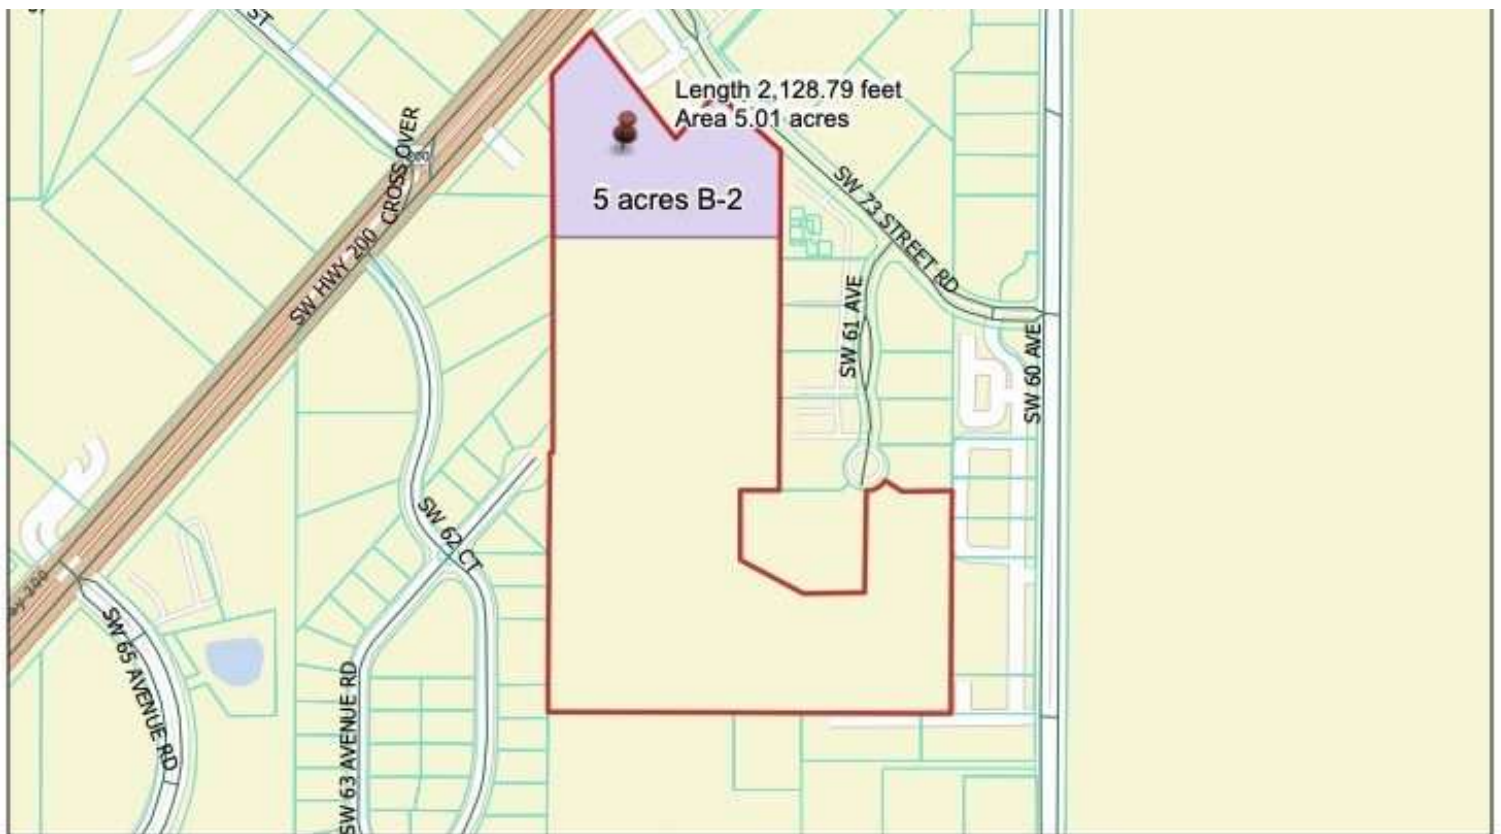 ST
Length 2,128.79 feet
Area 5.01 acres
CROSS OVER
200
5 acres B-2
SW 73 STREET RD
SW HWY 200
SW 61 AVE
SW 60 AVE
SW 62 CT
SW 65 AVENUE RD
SW 63 AVENUE RD